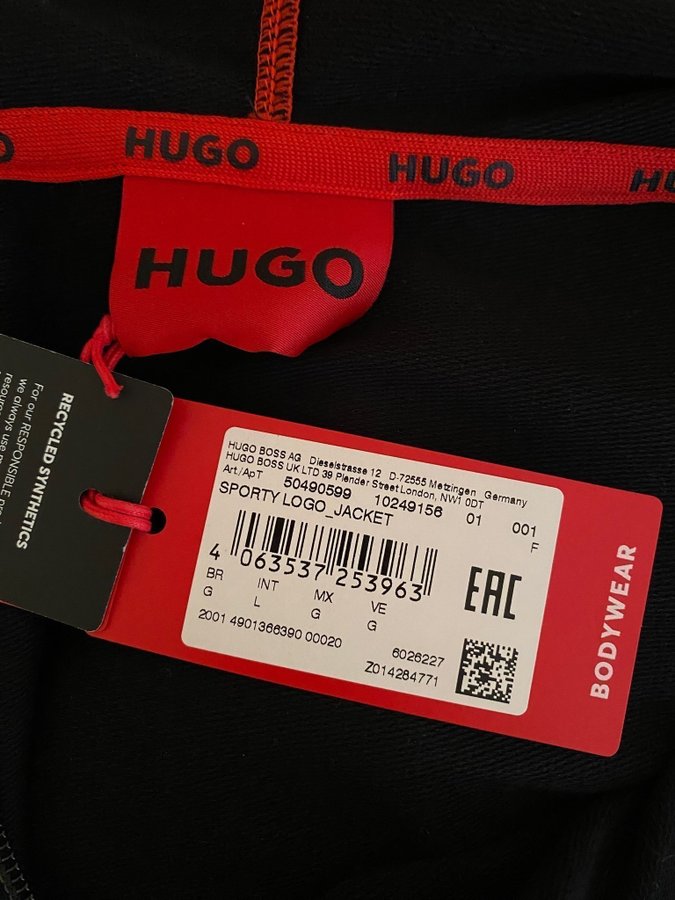 HUGO
HUGO
HUGO
RECYCLED SYNTHETICS
For our RESPONSIBLE
we always use
HUGO BOSS AG Dieselstrasse 12 D-72555 Metzingen Germany
HUGO BOSS UK LTD 39 Plender Street London, NW1 0DT
Art./ApT 50490599 10249156 01 001
SPORTY LOGO_JACKET F
4 063537 253963
BR INT MX VE
G L G G
2001 4901366390 00020 6026227
Z014284771
EAC
BODYWEAR